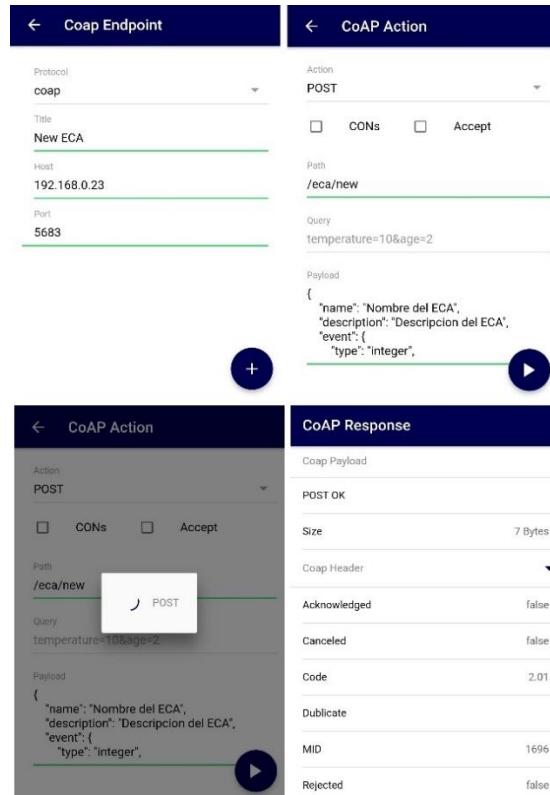 Coap Endpoint
Protocol
coap
Title
New ECA
Host
192.168.0.23
Port
5683
+
CoAP Action
Action
POST
CONs Accept
Path
/eca/new
Query
temperature=10&age=2
Payload
{
"name": "Nombre del ECA",
"description": "Descripcion del ECA",
"event": {
"type": "integer",
CoAP Action
Action
POST
CONs Accept
Path
/eca/new
POST
Query
temperature=10&age=2
Payload
{
"name": "Nombre del ECA",
"description": "Descripcion del ECA",
"event": {
"type": "integer",
CoAP Response
Coap Payload
POST OK
Size 7 Bytes
Coap Header
Acknowledged false
Canceled false
Code 2.01
Dublicate
MID 1696
Rejected false